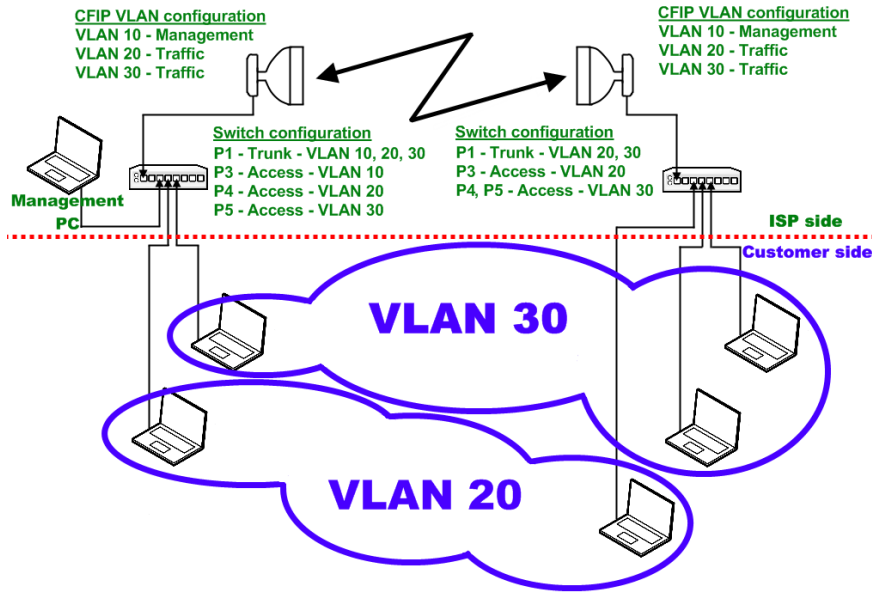 CFIP VLAN configuration
VLAN 10 - Management
VLAN 20 - Traffic
VLAN 30 - Traffic
CFIP VLAN configuration
VLAN 10 - Management
VLAN 20 - Traffic
VLAN 30 - Traffic
Switch configuration
P1 - Trunk - VLAN 10, 20, 30
P3 - Access - VLAN 10
P4 - Access - VLAN 20
P5 - Access - VLAN 30
Switch configuration
P1 - Trunk - VLAN 20, 30
P3 - Access - VLAN 20
P4, P5 - Access - VLAN 30
Management
PC
ISP side
Customer side
VLAN 30
VLAN 20